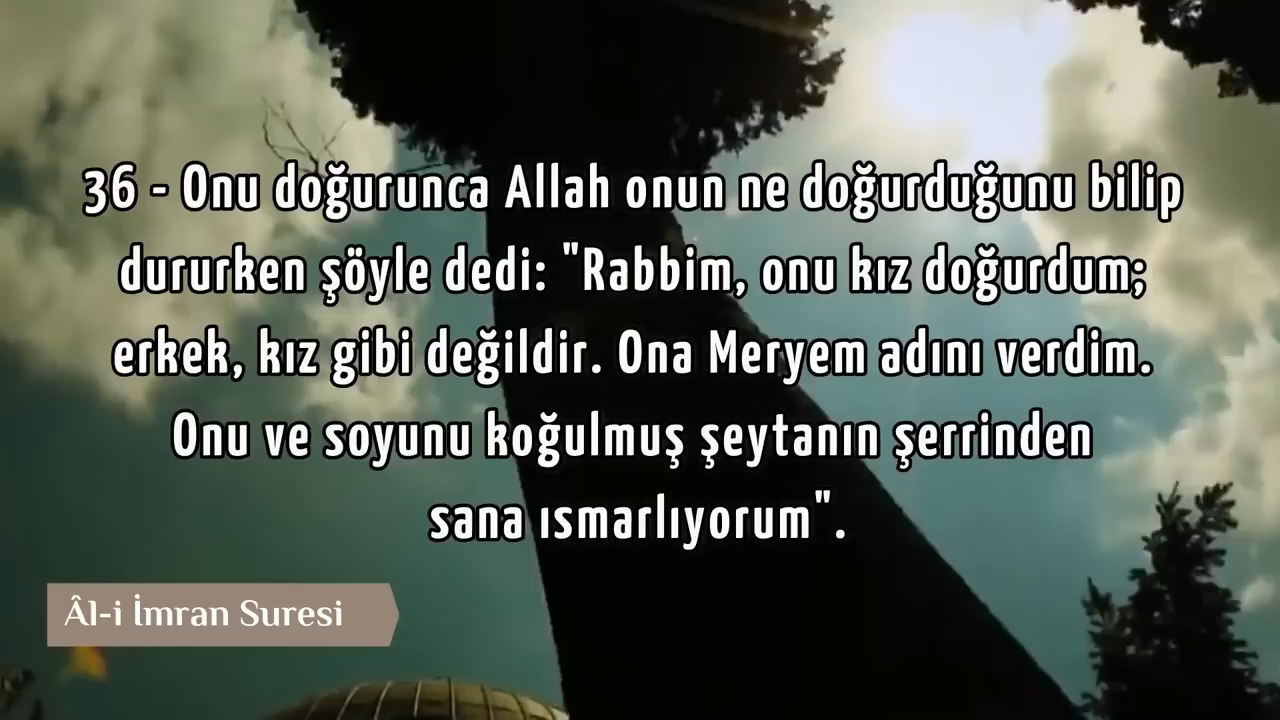 36 - Onu doğurunca Allah onun ne doğurduğunu bilip
dururken şöyle dedi: "Rabbim, onu kız doğurdum;
erkek, kız gibi değildir. Ona Meryem adını verdim.
Onu ve soyunu koğulmuş şeytanın şerrinden
sana ısmarlıyorum".
Âl-i İmran Suresi